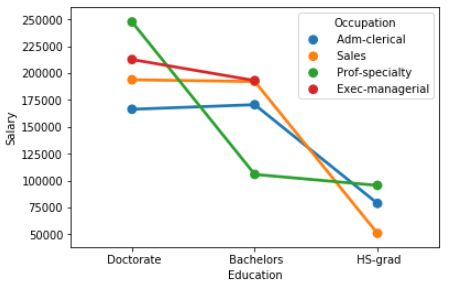 250000
225000
200000
175000
150000
125000
100000
75000
50000
Salary
Occupation
Adm-clerical
Sales
Prof-specialty
Exec-managerial
Doctorate
Bachelors
HS-grad
Education